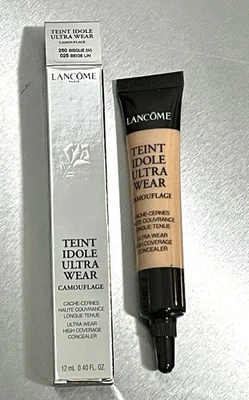 TEINT IDOLE
ULTRA WEAR
CAMOUFLAGE
250 BISQUE (W)
025 BEIGE LIN
LANCÔME
PARIS
TEINT
IDOLE
ULTRA
WEAR
CAMOUFLAGE
CACHE-CERNES
HAUTE COUVRANCE
LONGUE TENUE
ULTRA WEAR
HIGH COVERAGE
CONCEALER
12 mL 0.40 FL. OZ.
LANCÔME
TEINT
IDOLE
ULTRA
WEAR
CAMOUFLAGE
CACHE-CERNES
HAUTE COUVRANCE
LONGUE TENUE
ULTRA WEAR
HIGH COVERAGE
CONCEALER